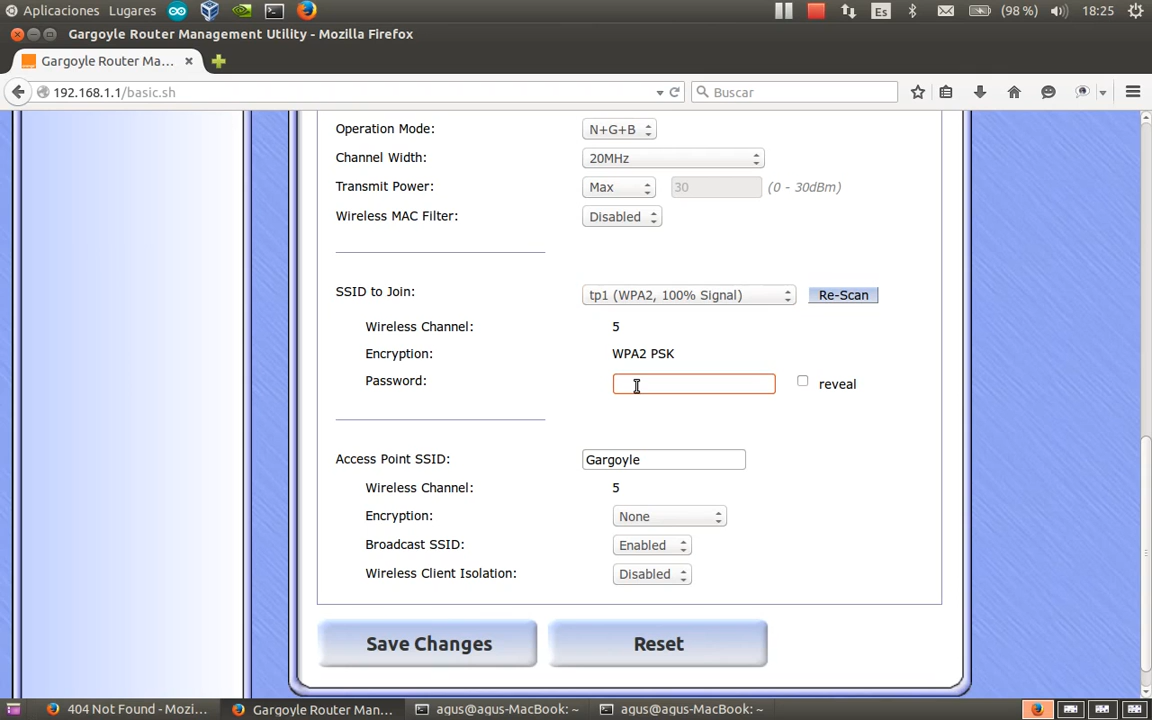 Aplicaciones Lugares Es (98 %) 18:25
Gargoyle Router Management Utility - Mozilla Firefox
Gargoyle Router Ma...
192.168.1.1/basic.sh Buscar
Operation Mode: N+G+B
Channel Width: 20MHz
Transmit Power: Max 30 (0 - 30dBm)
Wireless MAC Filter: Disabled
SSID to Join: tp1 (WPA2, 100% Signal) Re-Scan
Wireless Channel: 5
Encryption: WPA2 PSK
Password: reveal
Access Point SSID: Gargoyle
Wireless Channel: 5
Encryption: None
Broadcast SSID: Enabled
Wireless Client Isolation: Disabled
Save Changes Reset
404 Not Found - Mozi... Gargoyle Router Man... agus@agus-MacBook: ~ agus@agus-MacBook: ~